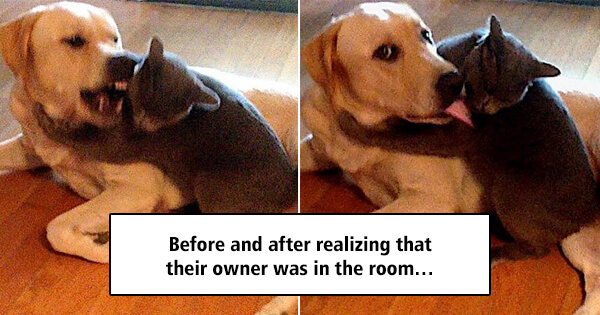 Before and after realizing that
their owner was in the room...